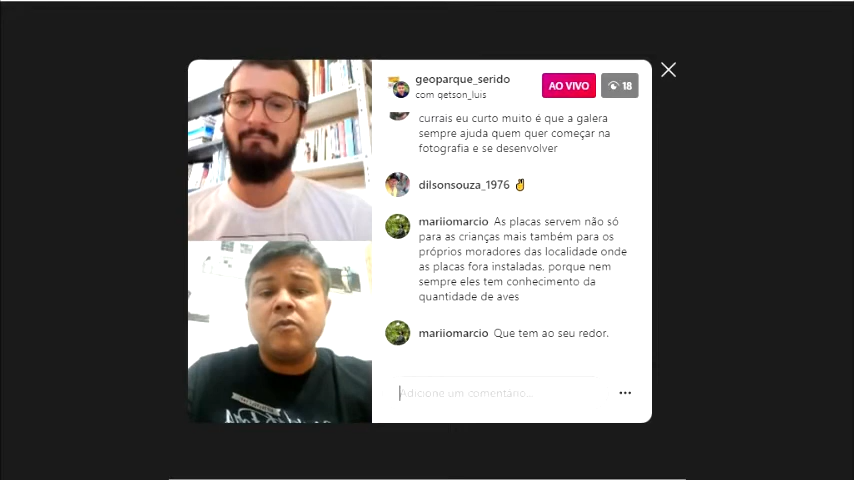 geoparque_serido
com qetson_luis
AO VIVO
18
currais eu curto muito é que a galera
sempre ajuda quem quer começar na
fotografia e se desenvolver
dilsonsouza_1976 ✌
mariiomarcio As placas servem não só
para as crianças mais também para os
próprios moradores das localidade onde
as placas fora instaladas, porque nem
sempre eles tem conhecimento da
quantidade de aves
mariiomarcio Que tem ao seu redor.
Adicione um comentário...